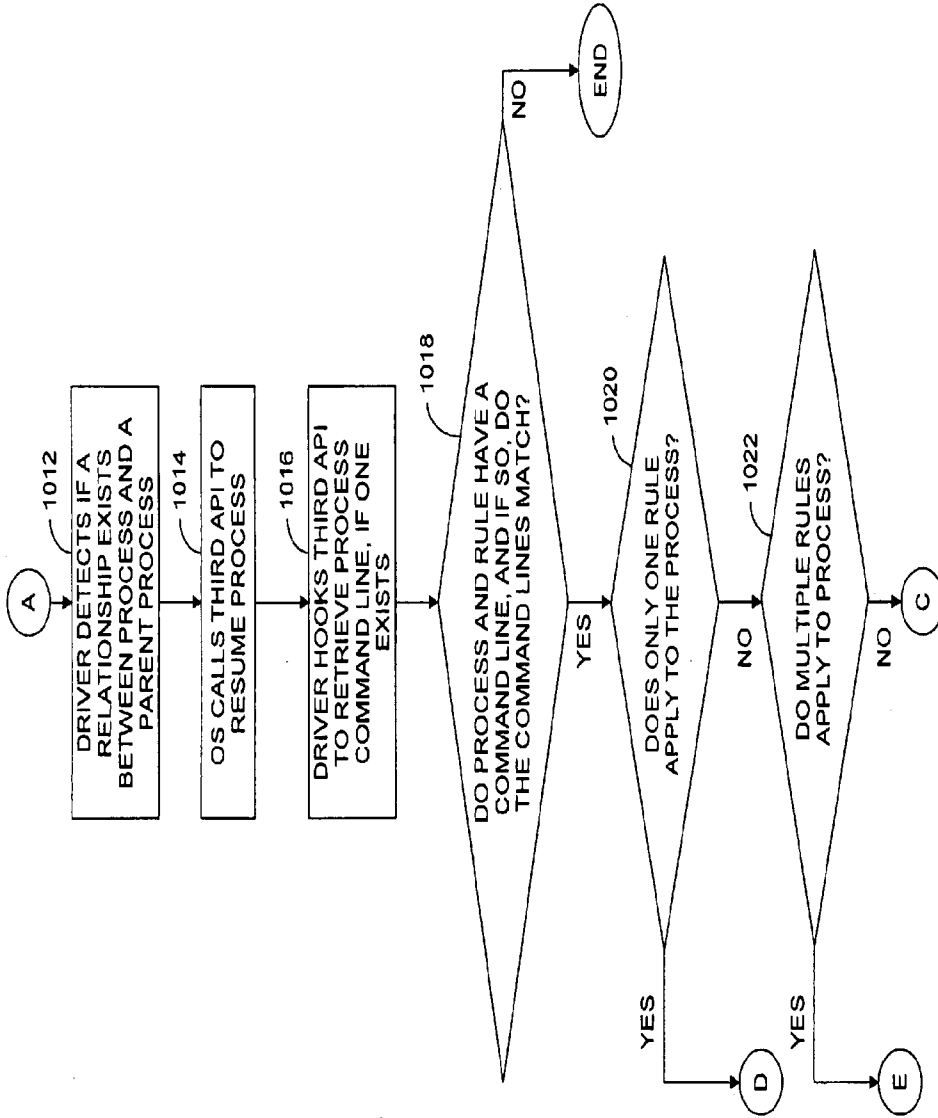 A
1012
DRIVER DETECTS IF A
RELATIONSHIP EXISTS
BETWEEN PROCESS AND A
PARENT PROCESS
1014
OS CALLS THIRD API TO
RESUME PROCESS
1016
DRIVER HOOKS THIRD API
TO RETRIEVE PROCESS
COMMAND LINE, IF ONE
EXISTS
1018
DO PROCESS AND RULE HAVE A
COMMAND LINE, AND IF SO, DO
THE COMMAND LINES MATCH?
NO
END
YES
1020
DOES ONLY ONE RULE
APPLY TO THE PROCESS?
YES
D
NO
1022
DO MULTIPLE RULES
APPLY TO PROCESS?
YES
E
NO
C